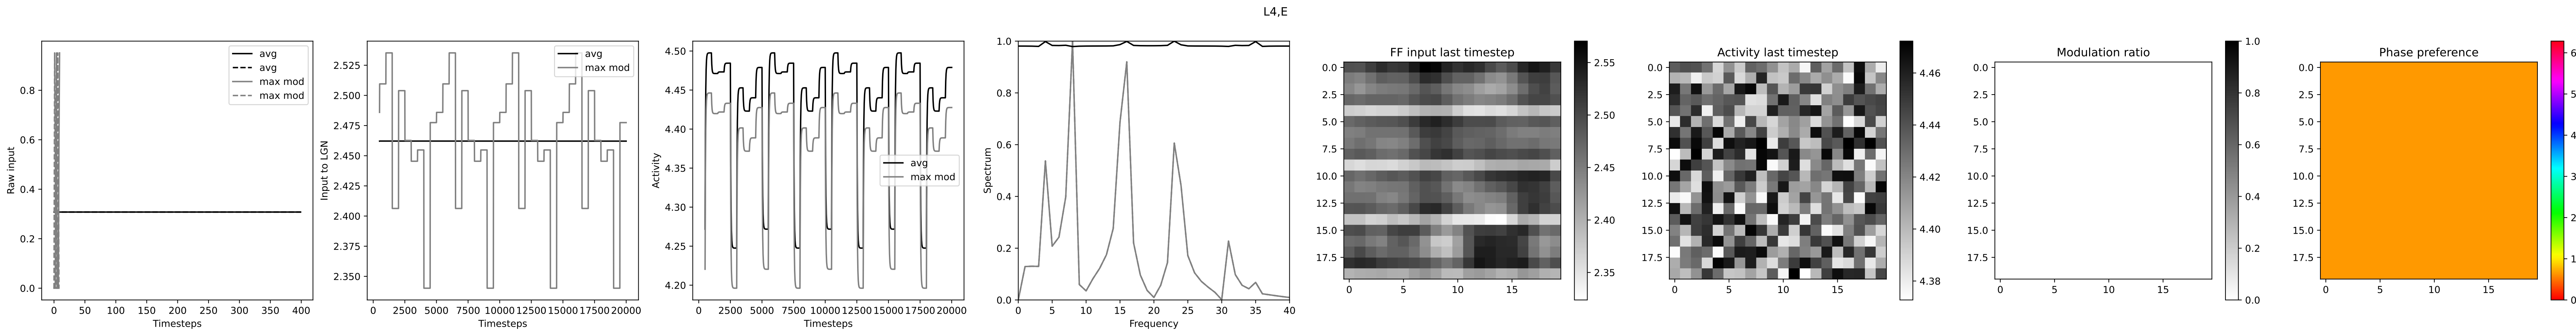 L4,E
Raw input
0.8
0.6
0.4
0.2
0.0
avg
avg
max mod
max mod
0 50 100 150 200 250 300 350 400
Timesteps
Input to LGN
2.525
2.500
2.475
2.450
2.425
2.400
2.375
2.350
avg
max mod
0 2500 5000 7500 10000 12500 15000 17500 20000
Timesteps
Activity
4.50
4.45
4.40
4.35
4.30
4.25
4.20
avg
max mod
0 2500 5000 7500 10000 12500 15000 17500 20000
Timesteps
Spectrum
1.0
0.8
0.6
0.4
0.2
0.0
0 5 10 15 20 25 30 35 40
Frequency
FF input last timestep
0.0
2.5
5.0
7.5
10.0
12.5
15.0
17.5
0 5 10 15
2.55
2.50
2.45
2.40
2.35
Activity last timestep
0.0
2.5
5.0
7.5
10.0
12.5
15.0
17.5
0 5 10 15
4.46
4.44
4.42
4.40
4.38
Modulation ratio
0.0
2.5
5.0
7.5
10.0
12.5
15.0
17.5
0 5 10 15
1.0
0.8
0.6
0.4
0.2
0.0
Phase preference
0.0
2.5
5.0
7.5
10.0
12.5
15.0
17.5
0 5 10 15
6
5
4
3
2
1
0